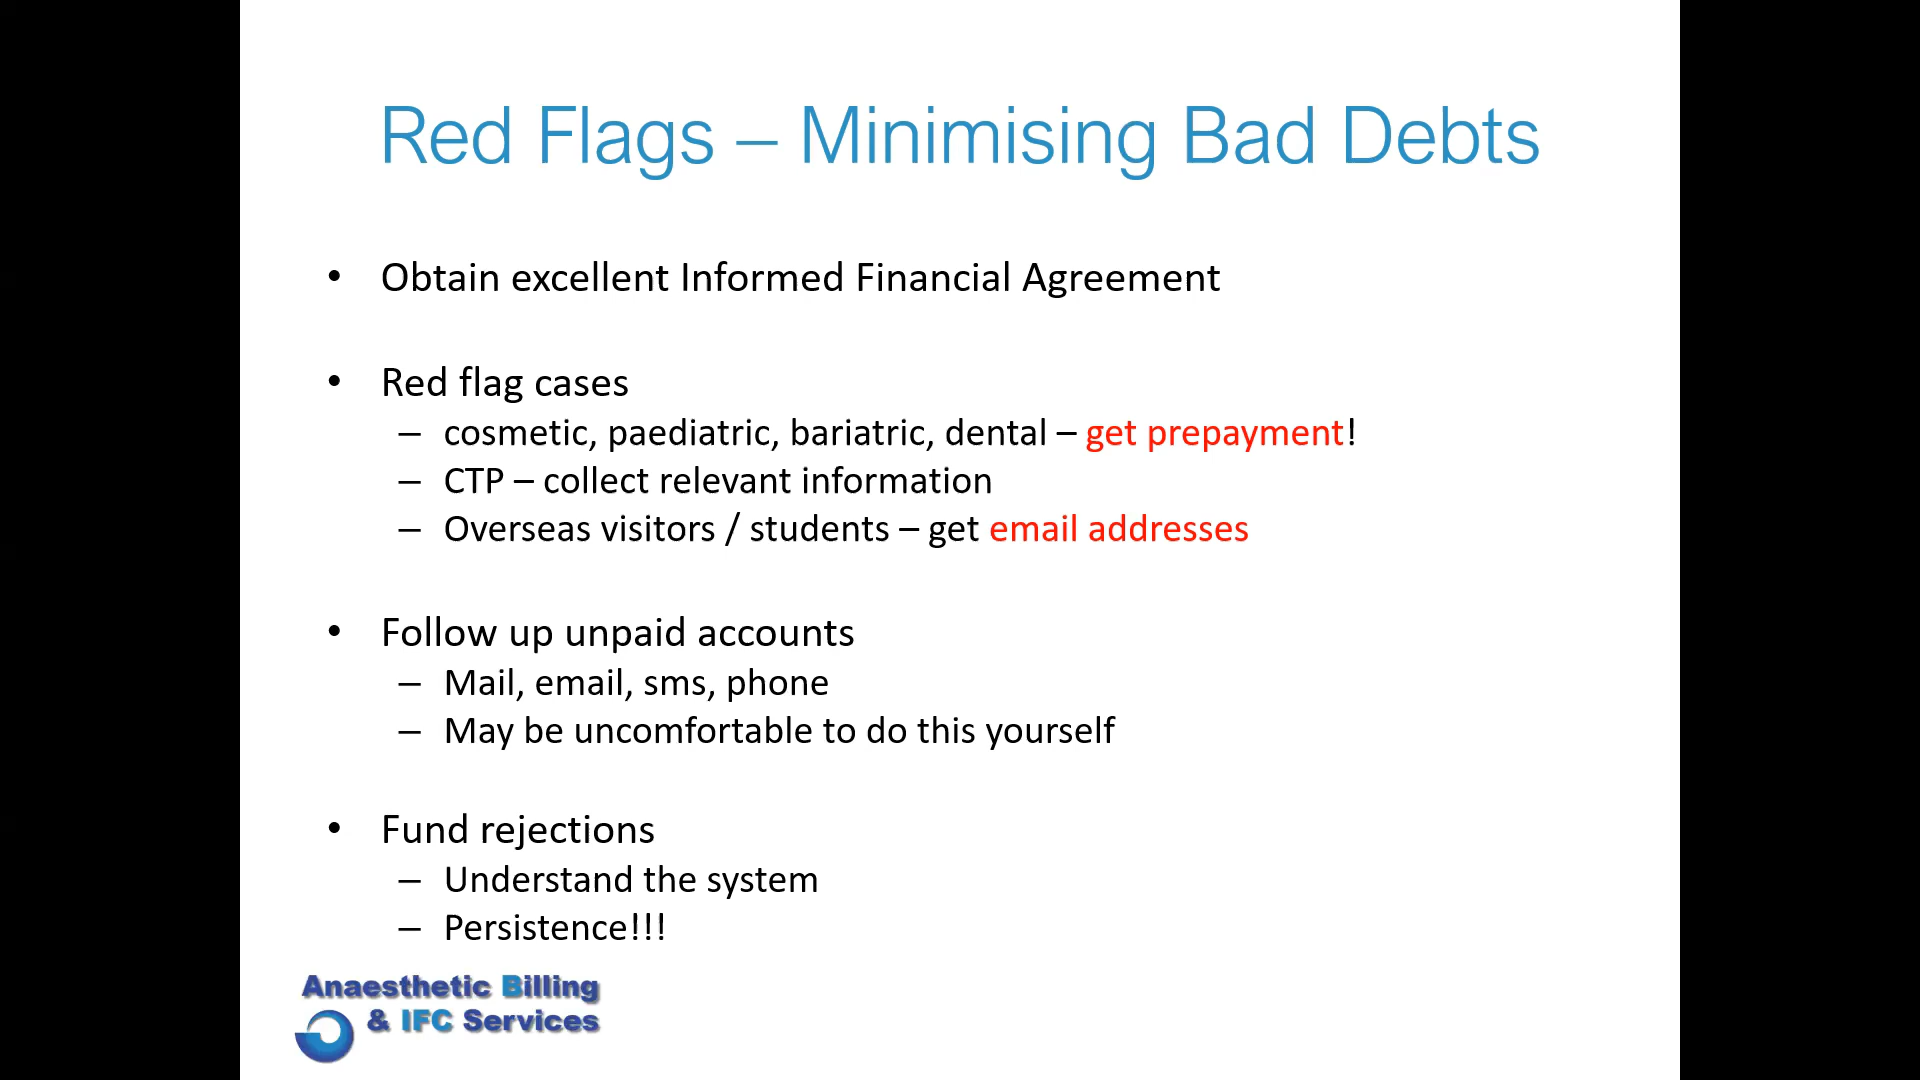 Red Flags – Minimising Bad Debts
• Obtain excellent Informed Financial Agreement
• Red flag cases
– cosmetic, paediatric, bariatric, dental – get prepayment!
– CTP – collect relevant information
– Overseas visitors / students – get email addresses
• Follow up unpaid accounts
– Mail, email, sms, phone
– May be uncomfortable to do this yourself
• Fund rejections
– Understand the system
– Persistence!!!
Anaesthetic Billing
& IFC Services